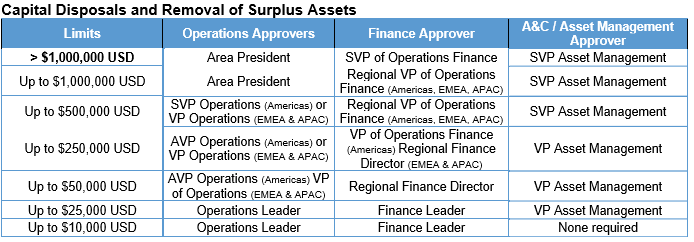 Capital Disposals and Removal of Surplus Assets
Limits
Operations Approvers
Finance Approver
A&C / Asset Management
Approver
> $1,000,000 USD
Area President
SVP of Operations Finance
SVP Asset Management
Up to $1,000,000 USD
Area President
Regional VP of Operations
Finance (Americas, EMEA, APAC)
SVP Asset Management
Up to $500,000 USD
SVP Operations (Americas) or
VP Operations (EMEA & APAC)
Regional VP of Operations
Finance (Americas, EMEA, APAC)
SVP Asset Management
Up to $250,000 USD
AVP Operations (Americas) or
VP Operations (EMEA & APAC)
VP of Operations Finance
(Americas) Regional Finance
Director (EMEA & APAC)
VP Asset Management
Up to $50,000 USD
AVP Operations (Americas) VP
of Operations (EMEA & APAC)
Regional Finance Director
VP Asset Management
Up to $25,000 USD
Operations Leader
Finance Leader
VP Asset Management
Up to $10,000 USD
Operations Leader
Finance Leader
None required